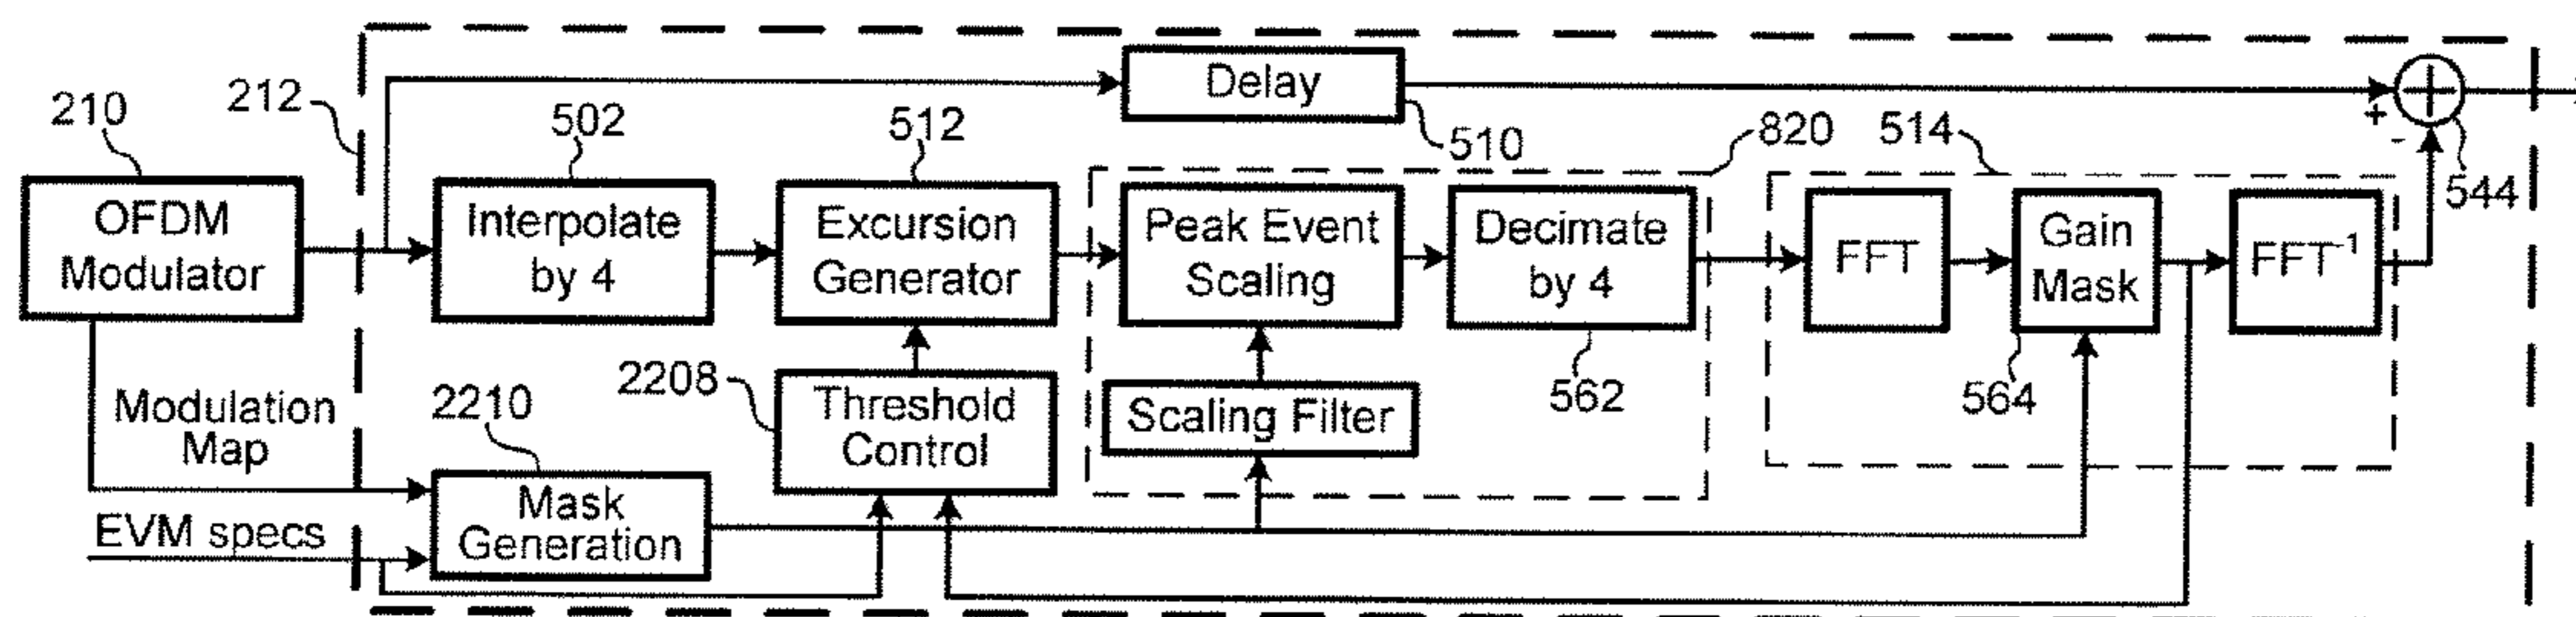 212
210
502
512
Delay
510
820
514
+
-
544
OFDM
Modulator
Interpolate
by 4
Excursion
Generator
Peak Event
Scaling
Decimate
by 4
FFT
Gain
Mask
FFT-1
Modulation
Map
2210
2208
Threshold
Control
Scaling Filter
562
564
EVM specs
Mask
Generation